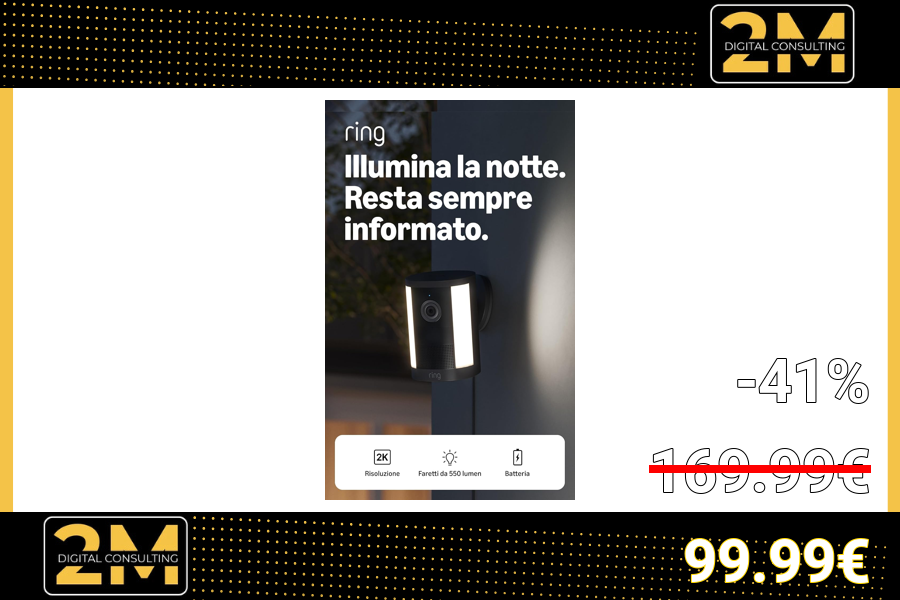 2M
DIGITAL CONSULTING
ring
Illumina la notte.
Resta sempre
informato.
ring
2K
Risoluzione
Faretti da 550 lumen
Batteria
-41%
169.99€
2M
DIGITAL CONSULTING
99.99€